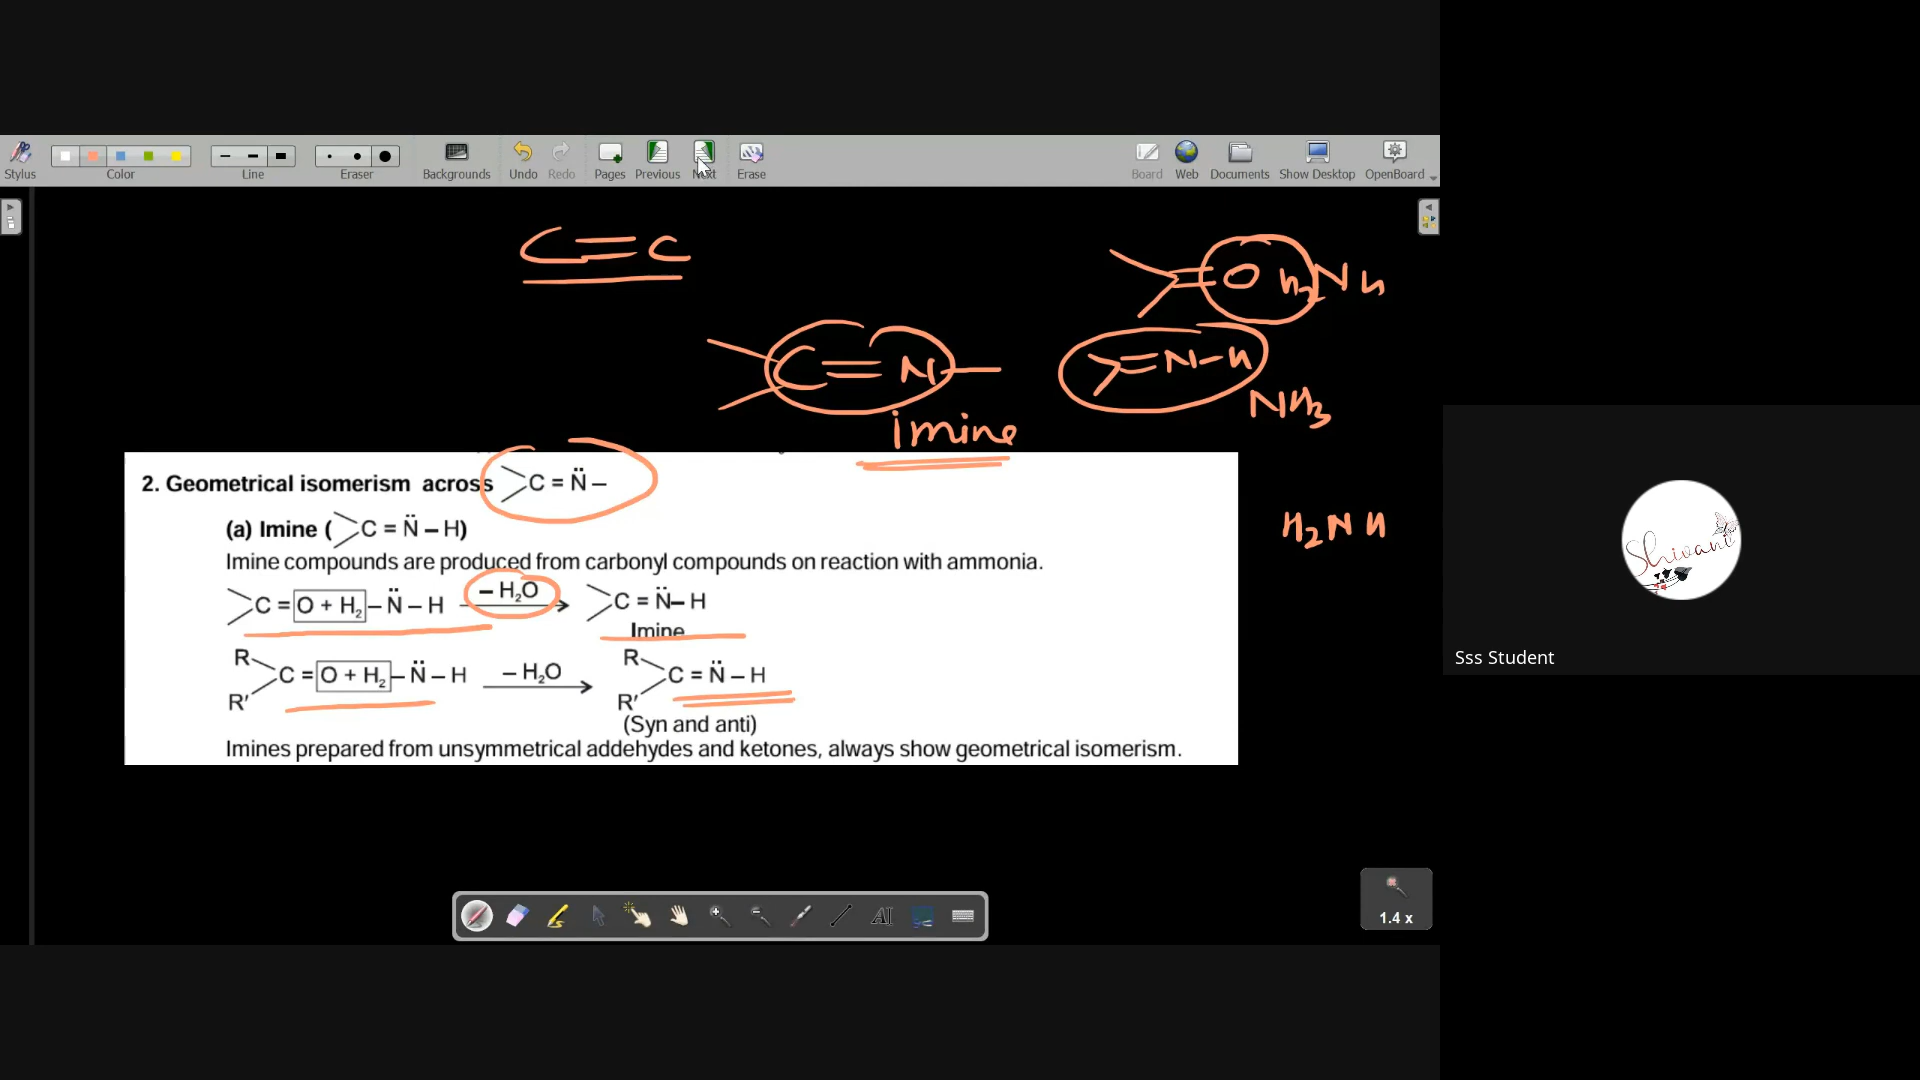 Stylus Color Line Eraser Backgrounds Undo Redo Pages Previous Next Erase Board Web Documents Show Desktop OpenBoard
C=C
=O H₂NH
C=N-
=N-H
NH₃
imine
2. Geometrical isomerism across >C = N̈ –
(a) Imine ( >C = N̈ – H)
H₂NH
Imine compounds are produced from carbonyl compounds on reaction with ammonia.
>C = O + H₂ – N̈ – H – H₂O → >C = N̈ – H
Imine
R R' >C = O + H₂ – N̈ – H – H₂O → R R' >C = N̈ – H
(Syn and anti)
Imines prepared from unsymmetrical addehydes and ketones, always show geometrical isomerism.
Shivani
Sss Student
1.4 x